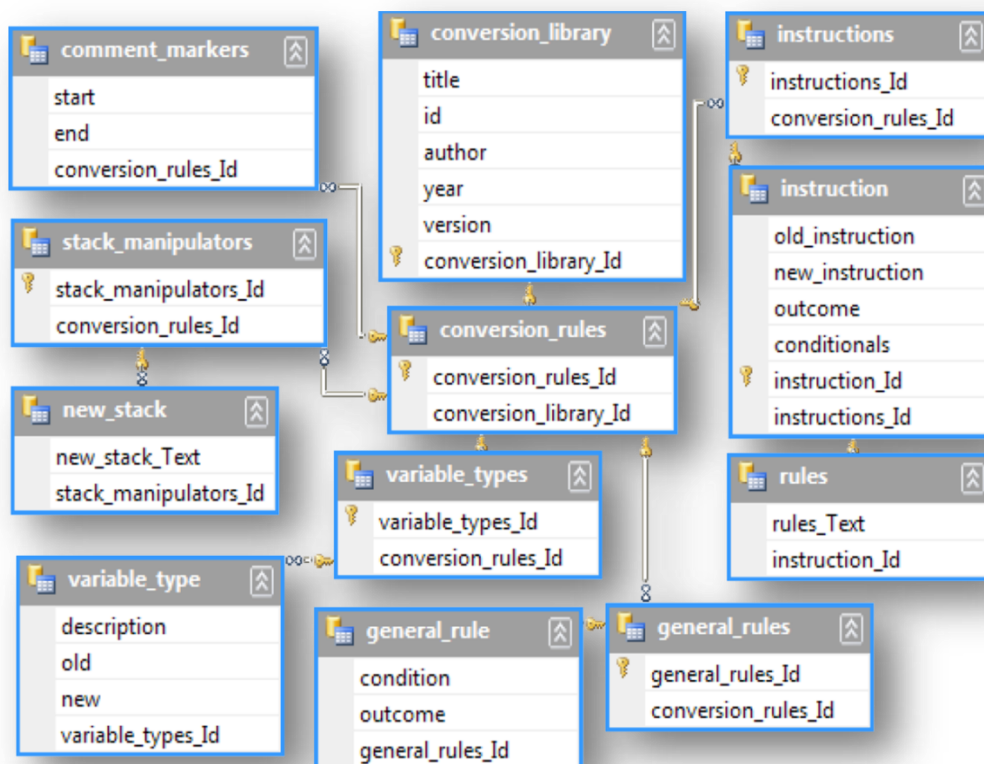 comment_markers
start
end
conversion_rules_Id
conversion_library
title
id
author
year
version
conversion_library_Id
instructions
instructions_Id
conversion_rules_Id
stack_manipulators
stack_manipulators_Id
conversion_rules_Id
conversion_rules
conversion_rules_Id
conversion_library_Id
instruction
old_instruction
new_instruction
outcome
conditionals
instruction_Id
instructions_Id
new_stack
new_stack_Text
stack_manipulators_Id
variable_types
variable_types_Id
conversion_rules_Id
rules
rules_Text
instruction_Id
variable_type
description
old
new
variable_types_Id
general_rule
condition
outcome
general_rules_Id
general_rules
general_rules_Id
conversion_rules_Id